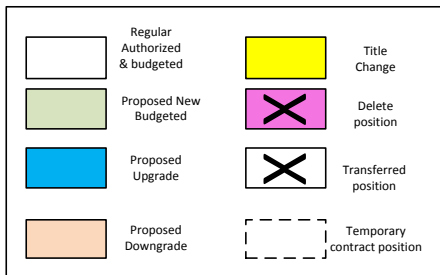 Regular
Authorized
& budgeted
Title
Change
Proposed New
Budgeted
Delete
position
Proposed
Upgrade
Transferred
position
Proposed
Downgrade
Temporary
contract position